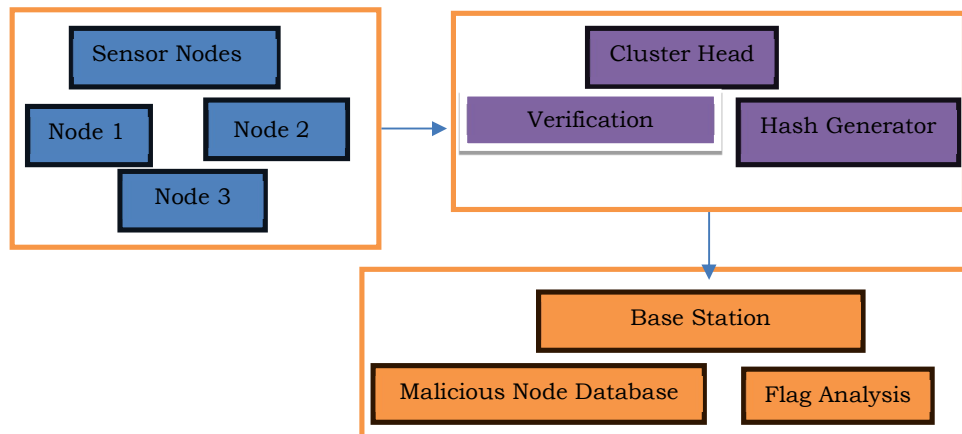 Sensor Nodes
Node 1
Node 2
Node 3
Cluster Head
Verification
Hash Generator
Base Station
Malicious Node Database
Flag Analysis